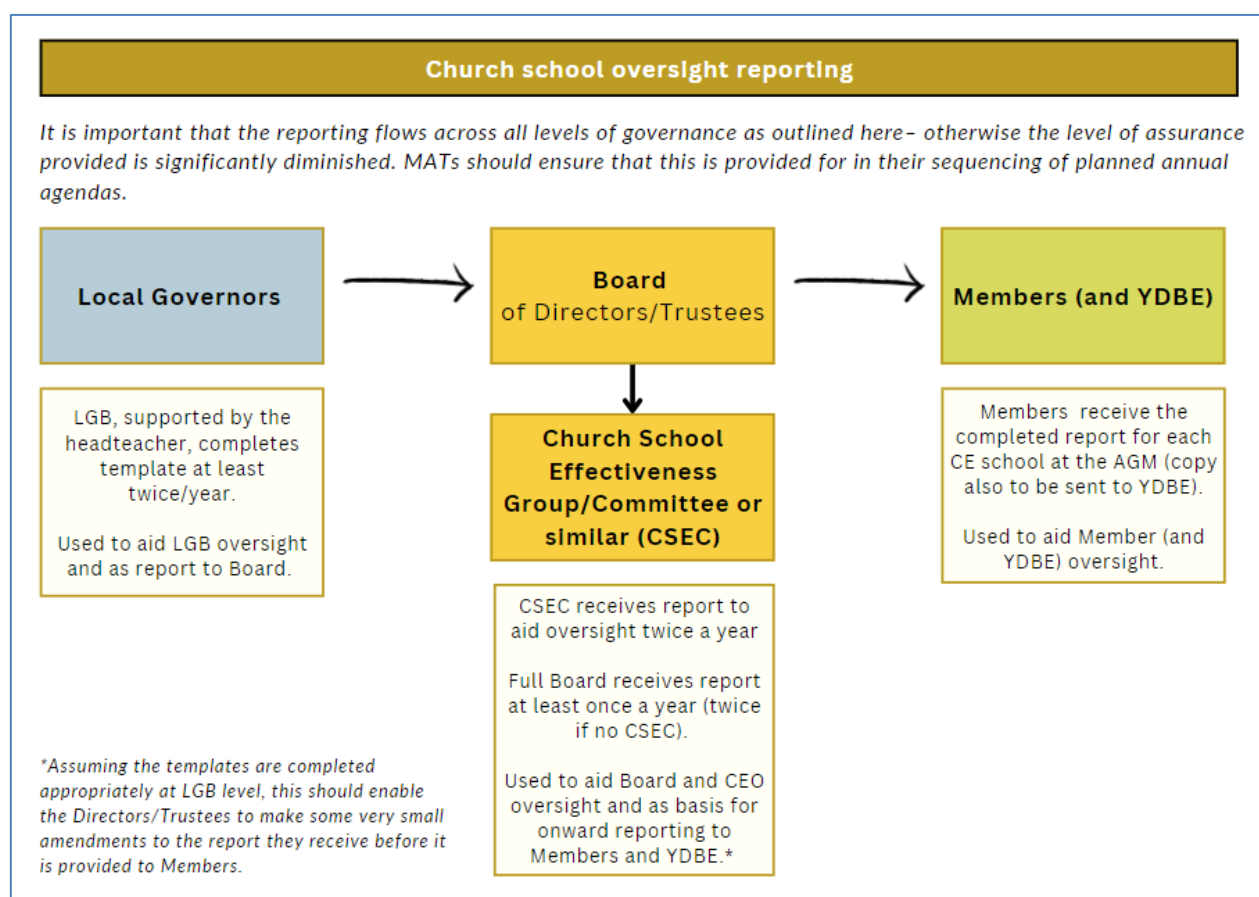 Church school oversight reporting
It is important that the reporting flows across all levels of governance as outlined here– otherwise the level of assurance
provided is significantly diminished. MATs should ensure that this is provided for in their sequencing of planned annual
agendas.
Local Governors
LGB, supported by the
headteacher, completes
template at least
twice/year.
Used to aid LGB oversight
and as report to Board.
Board
of Directors/Trustees
Church School
Effectiveness
Group/Committee or
similar (CSEC)
CSEC receives report to
aid oversight twice a year
Full Board receives report
at least once a year (twice
if no CSEC).
Used to aid Board and CEO
oversight and as basis for
onward reporting to
Members and YDBE.*
Members (and YDBE)
Members receive the
completed report for each
CE school at the AGM (copy
also to be sent to YDBE).
Used to aid Member (and
YDBE) oversight.
*Assuming the templates are completed
appropriately at LGB level, this should enable
the Directors/Trustees to make some very small
amendments to the report they receive before it
is provided to Members.